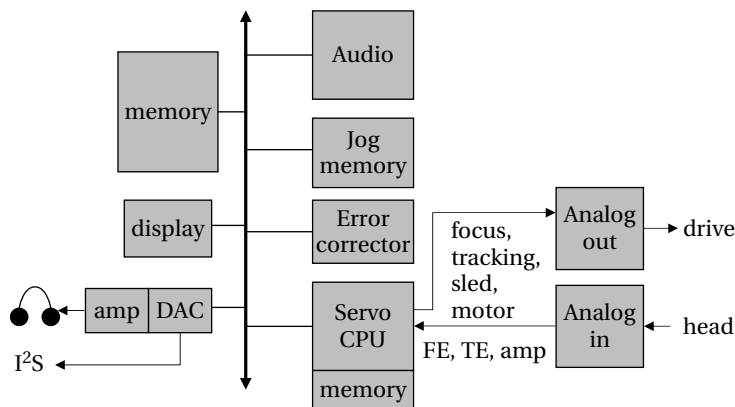 Audio
memory
Jog
memory
display
Error
corrector
focus,
tracking,
sled,
motor
Analog
out
drive
amp
DAC
Servo
CPU
memory
Analog
in
head
FE, TE, amp
I²S